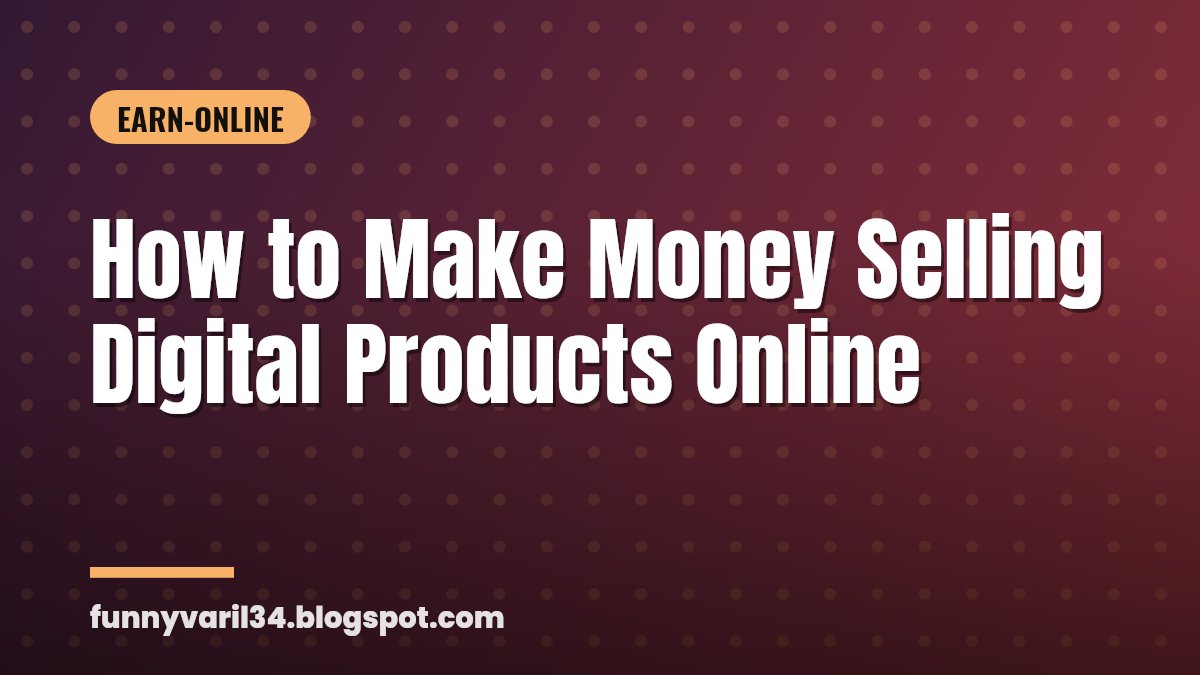 EARN-ONLINE
How to Make Money Selling
Digital Products Online
funnyvaril34.blogspot.com